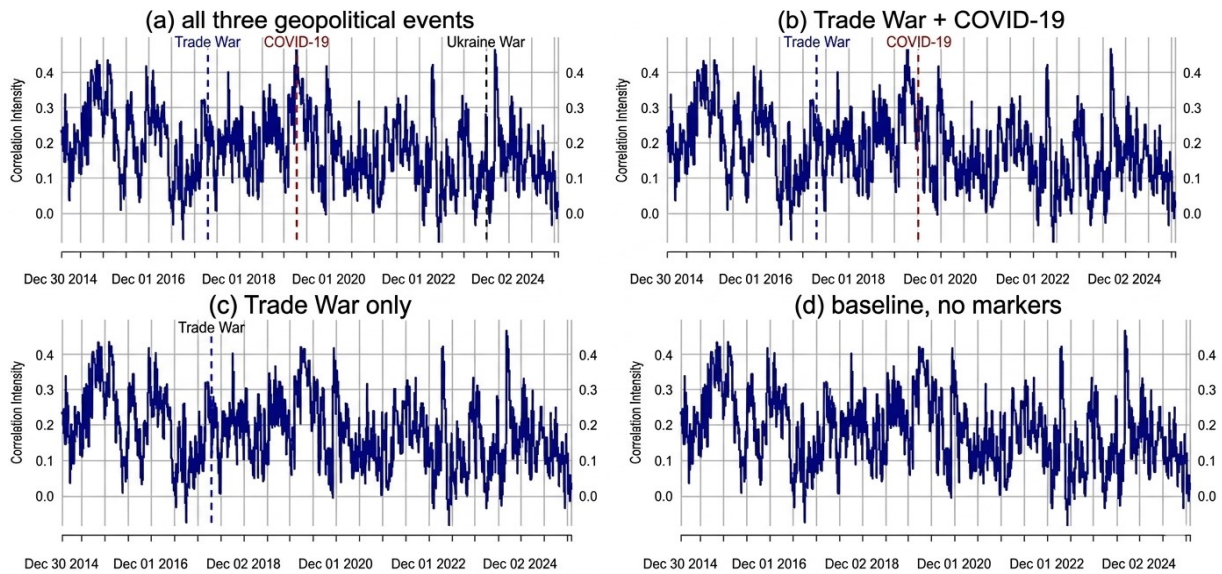 (a) all three geopolitical events
Trade War COVID-19 Ukraine War
Correlation Intensity
0.4 0.4
0.3 0.3
0.2 0.2
0.1 0.1
0.0 0.0
Dec 30 2014 Dec 01 2016 Dec 02 2018 Dec 01 2020 Dec 01 2022 Dec 02 2024
(b) Trade War + COVID-19
Trade War COVID-19
Correlation Intensity
0.4 0.4
0.3 0.3
0.2 0.2
0.1 0.1
0.0 0.0
Dec 30 2014 Dec 01 2016 Dec 02 2018 Dec 01 2020 Dec 01 2022 Dec 02 2024
(c) Trade War only
Trade War
Correlation Intensity
0.4 0.4
0.3 0.3
0.2 0.2
0.1 0.1
0.0 0.0
Dec 30 2014 Dec 01 2016 Dec 02 2018 Dec 01 2020 Dec 01 2022 Dec 02 2024
(d) baseline, no markers
Correlation Intensity
0.4 0.4
0.3 0.3
0.2 0.2
0.1 0.1
0.0 0.0
Dec 30 2014 Dec 01 2016 Dec 02 2018 Dec 01 2020 Dec 01 2022 Dec 02 2024